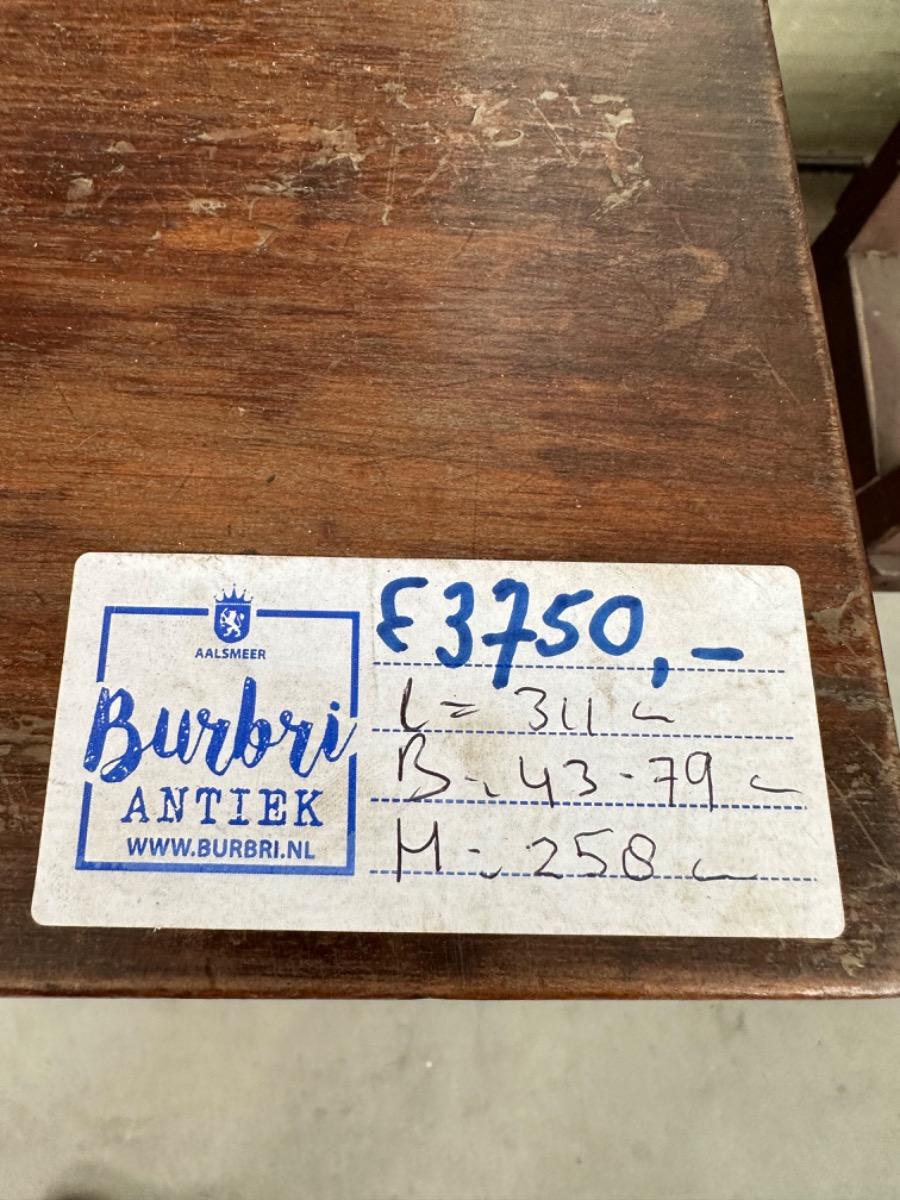 AALSMEER
Burbri
ANTIEK
WWW.BURBRI.NL
€3750,-
L= 311 c
B= 43-79 c
H= 258 c